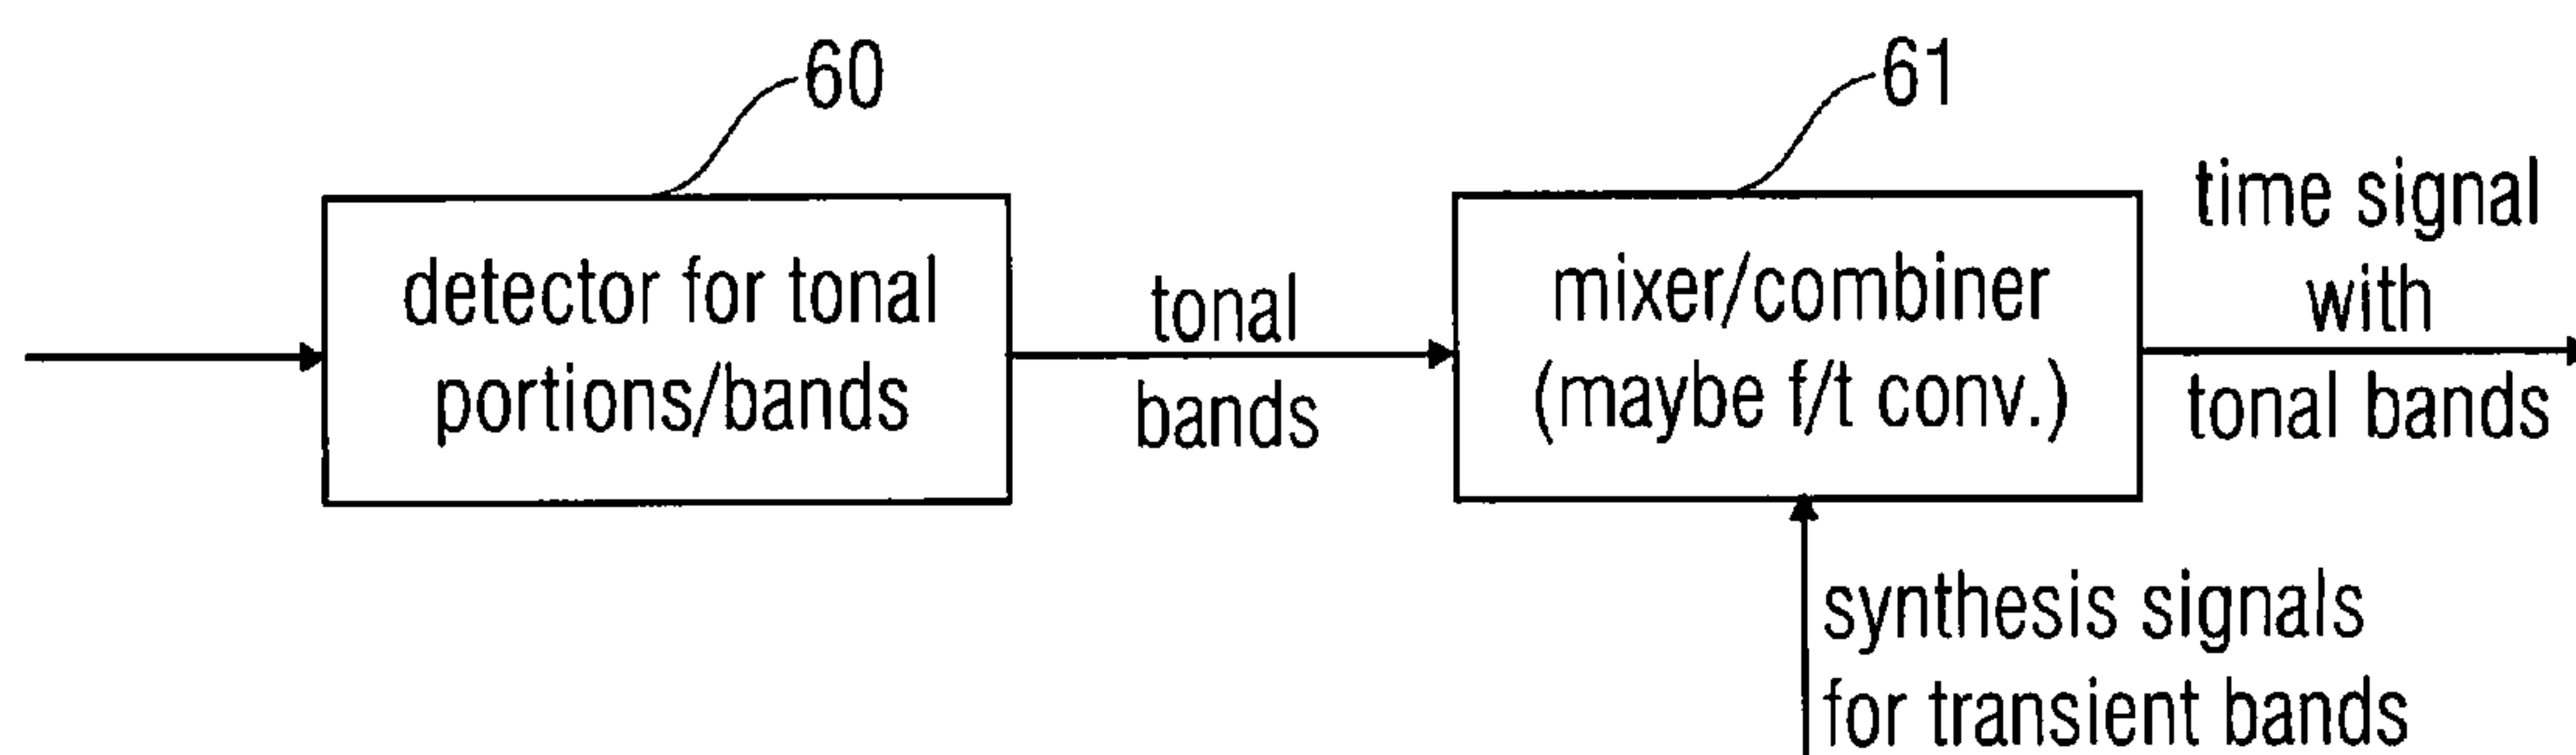 60
61
detector for tonal
portions/bands
tonal
bands
mixer/combiner
(maybe f/t conv.)
time signal
with
tonal bands
synthesis signals
for transient bands